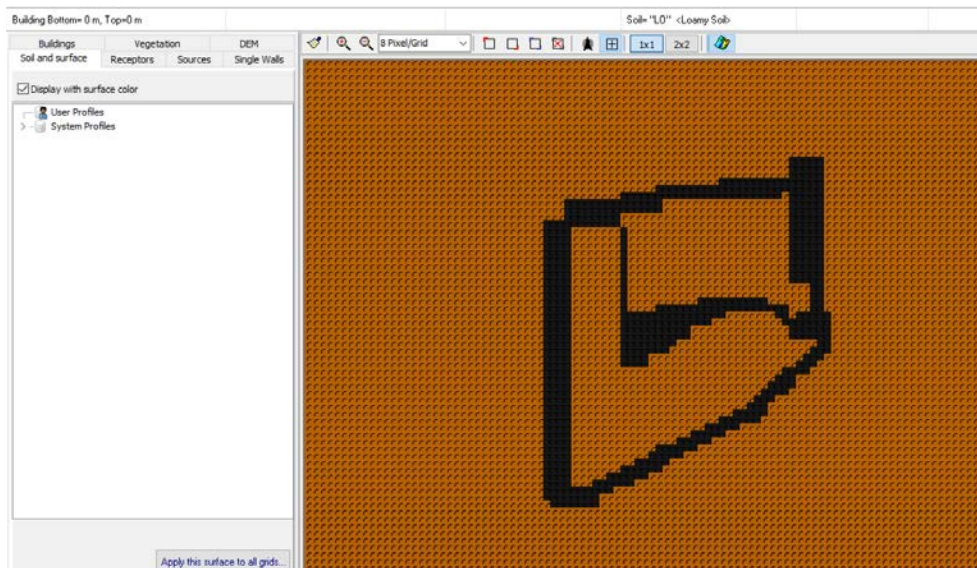 Building Bottom= 0 m, Top=0 m
Soil= "LO" <Loamy Soil>
Buildings Vegetation DEM
Soil and surface Receptors Sources Single Walls
8 Pixel/Grid
1x1 2x2
Display with surface color
User Profiles
System Profiles
Apply this surface to all grids...